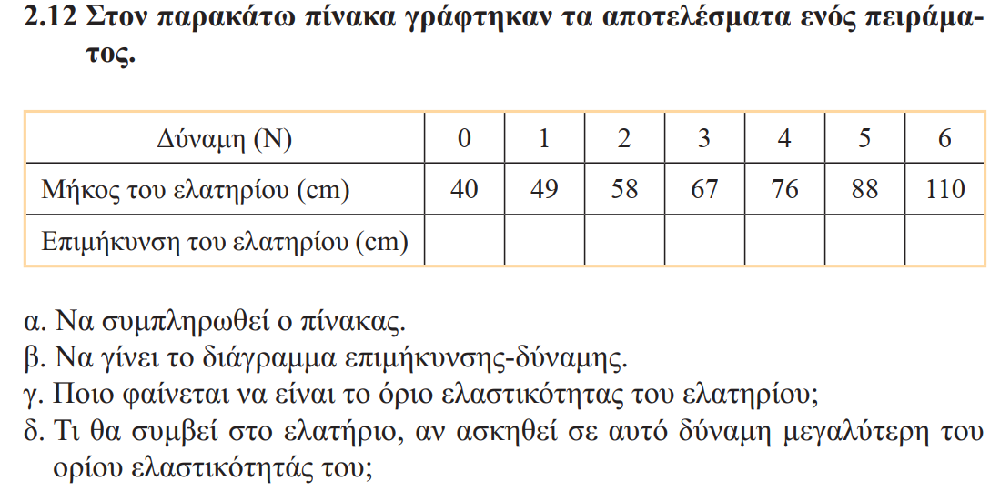 2.12 Στον παρακάτω πίνακα γράφτηκαν τα αποτελέσματα ενός πειράμα-
τος.
Δύναμη (N) 0 1 2 3 4 5 6
Μήκος του ελατηρίου (cm) 40 49 58 67 76 88 110
Επιμήκυνση του ελατηρίου (cm)
α. Να συμπληρωθεί ο πίνακας.
β. Να γίνει το διάγραμμα επιμήκυνσης-δύναμης.
γ. Ποιο φαίνεται να είναι το όριο ελαστικότητας του ελατηρίου;
δ. Τι θα συμβεί στο ελατήριο, αν ασκηθεί σε αυτό δύναμη μεγαλύτερη του
ορίου ελαστικότητάς του;